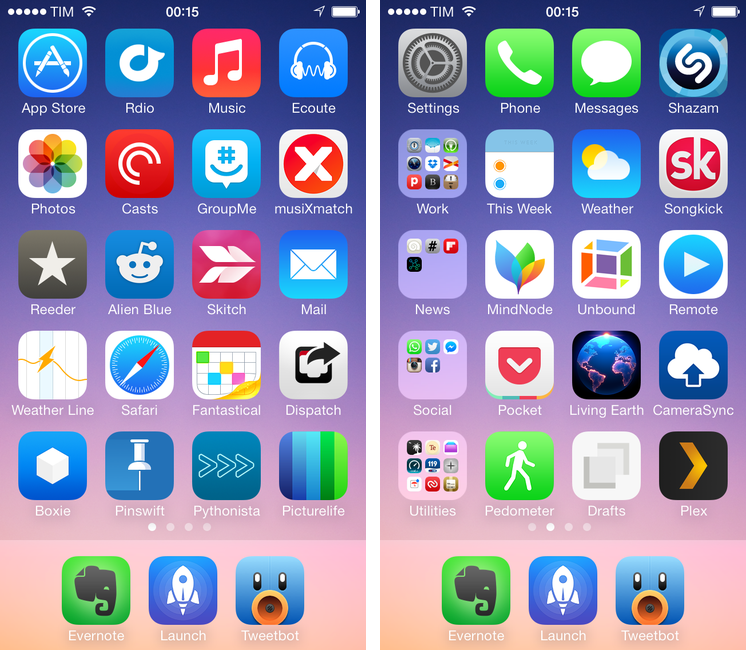 TIM 00:15
App Store Rdio Music Ecoute
Photos Casts GroupMe musiXmatch
Reeder Alien Blue Skitch Mail
Weather Line Safari Fantastical Dispatch
Boxie Pinswift Pythonista Picturelife
Evernote Launch Tweetbot
TIM 00:15
Settings Phone Messages Shazam
Work This Week Weather sk Songkick
News MindNode Unbound Remote
Social Pocket Living Earth CameraSync
119
Utilities Pedometer Drafts Plex
Evernote Launch Tweetbot